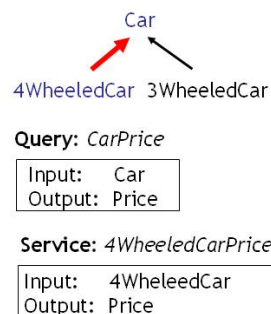 Car
4WheeledCar 3WheeledCar
Query: CarPrice
Input: Car
Output: Price
Service: 4WheeledCarPrice
Input: 4WheleedCar
Output: Price